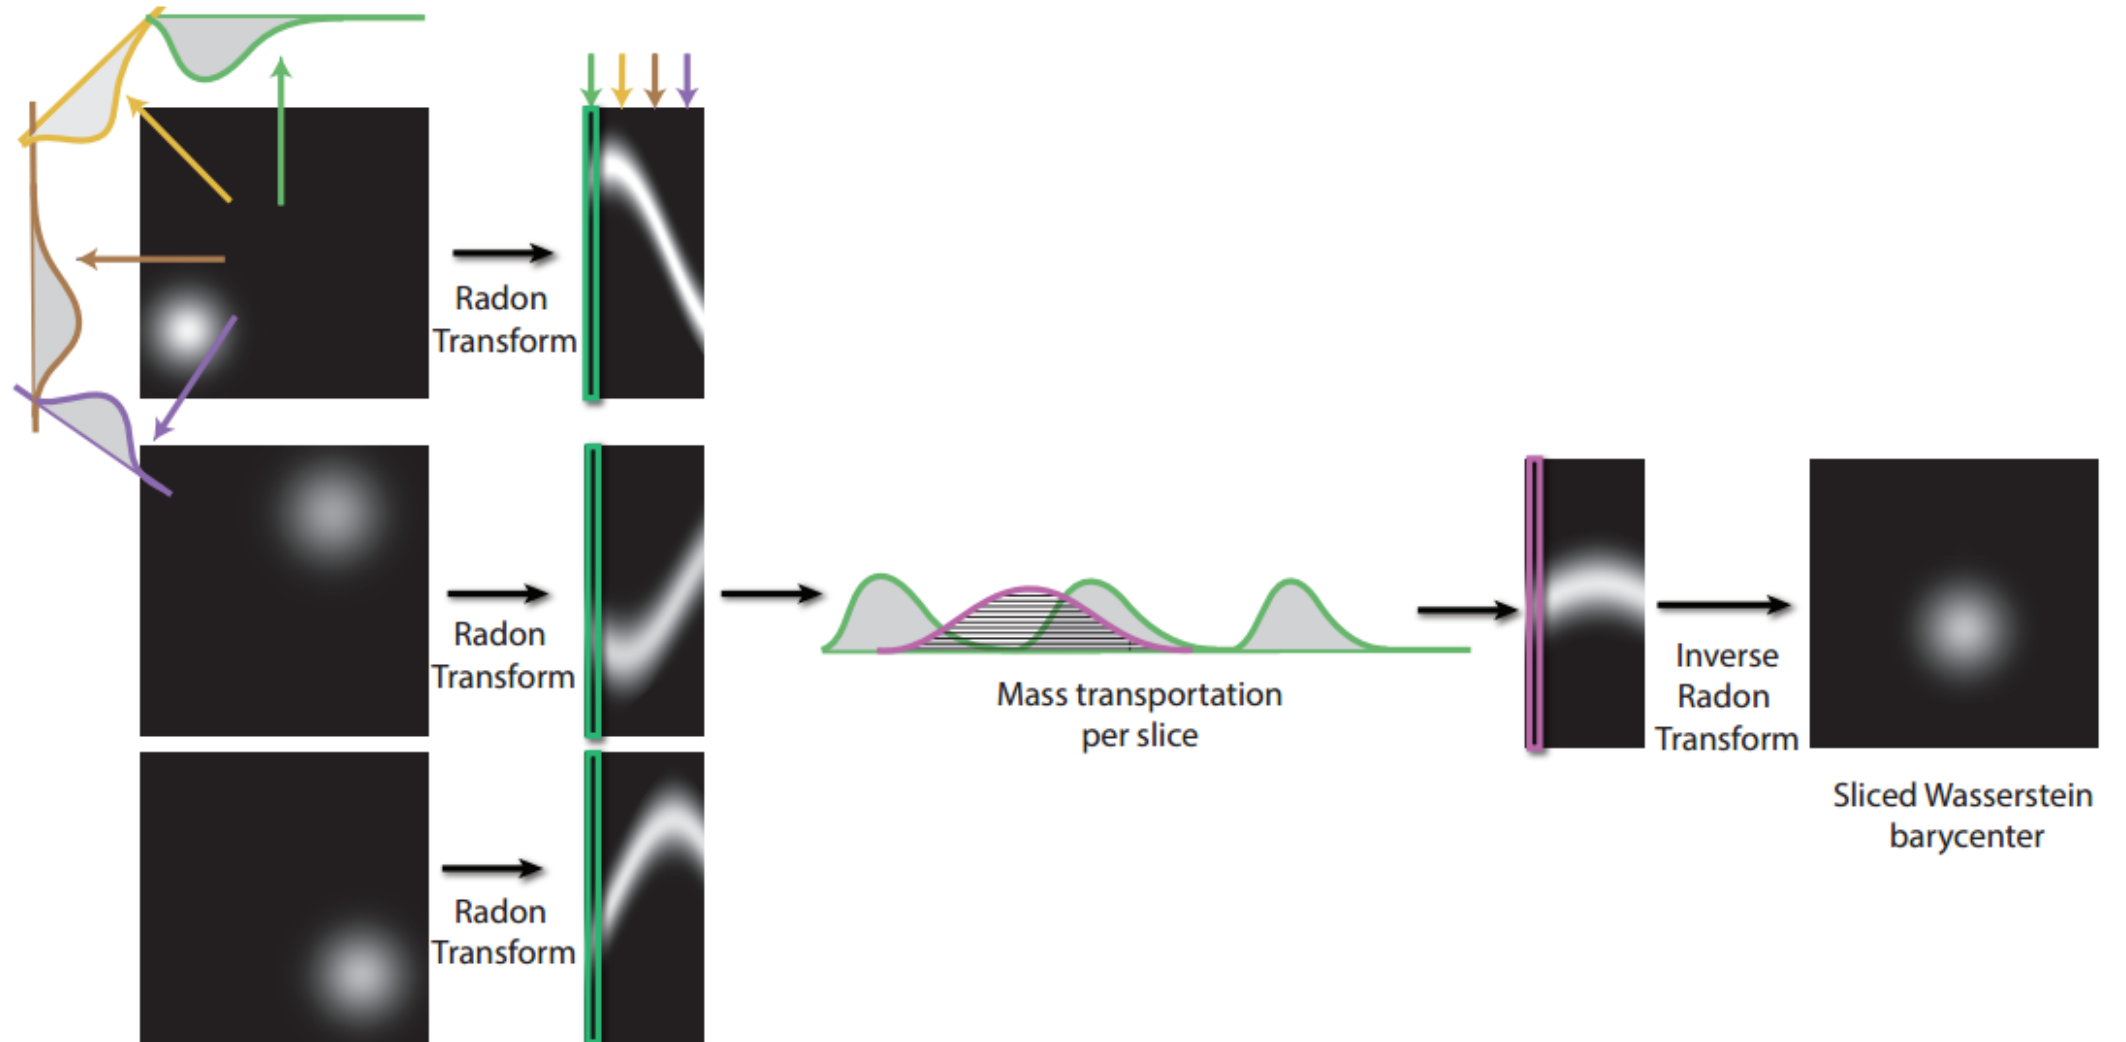 Radon
Transform
Radon
Transform
Radon
Transform
Mass transportation
per slice
Inverse
Radon
Transform
Sliced Wasserstein
barycenter